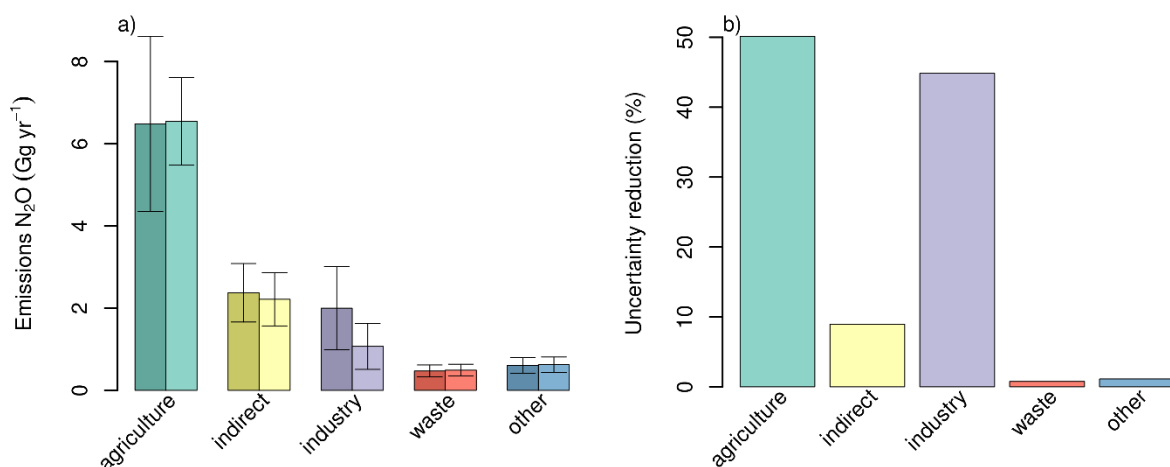 a)
Emissions N₂O (Gg yr⁻¹)
8
6
4
2
0
agriculture
indirect
industry
waste
other
b)
Uncertainty reduction (%)
50
40
30
20
10
0
agriculture
indirect
industry
waste
other